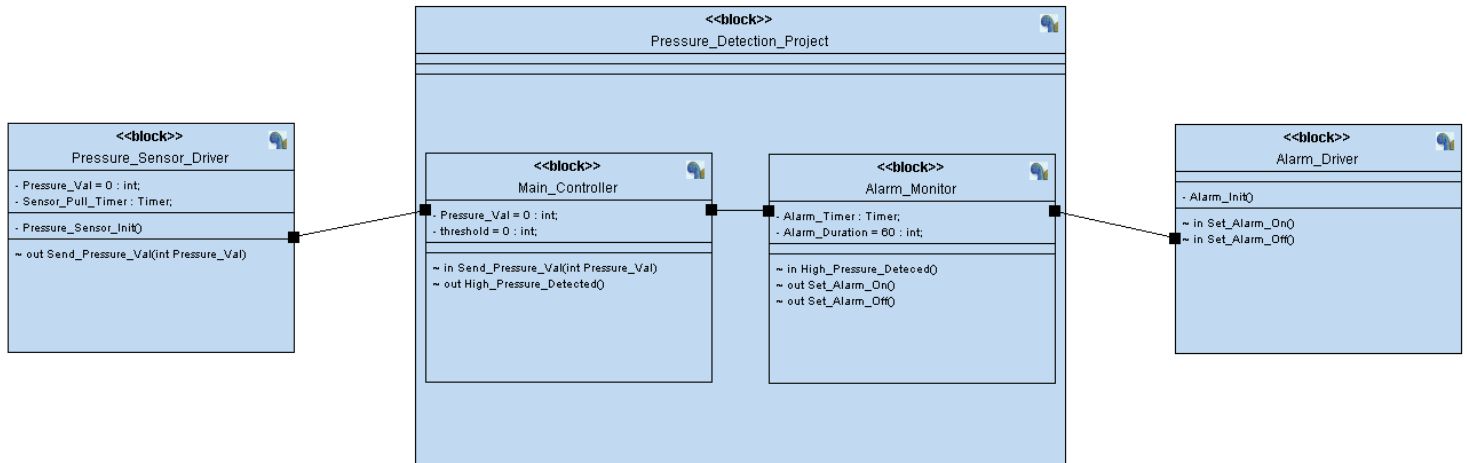 <<block>>
Pressure_Detection_Project
<<block>>
Pressure_Sensor_Driver
- Pressure_Val = 0 : int;
- Sensor_Pull_Timer : Timer;
- Pressure_Sensor_Init()
~ out Send_Pressure_Val(int Pressure_Val)
<<block>>
Main_Controller
- Pressure_Val = 0 : int;
- threshold = 0 : int;
~ in Send_Pressure_Val(int Pressure_Val)
~ out High_Pressure_Detected()
<<block>>
Alarm_Monitor
- Alarm_Timer : Timer;
- Alarm_Duration = 60 : int;
~ in High_Pressure_Deteced()
~ out Set_Alarm_On()
~ out Set_Alarm_Off()
<<block>>
Alarm_Driver
- Alarm_Init()
~ in Set_Alarm_On()
~ in Set_Alarm_Off()